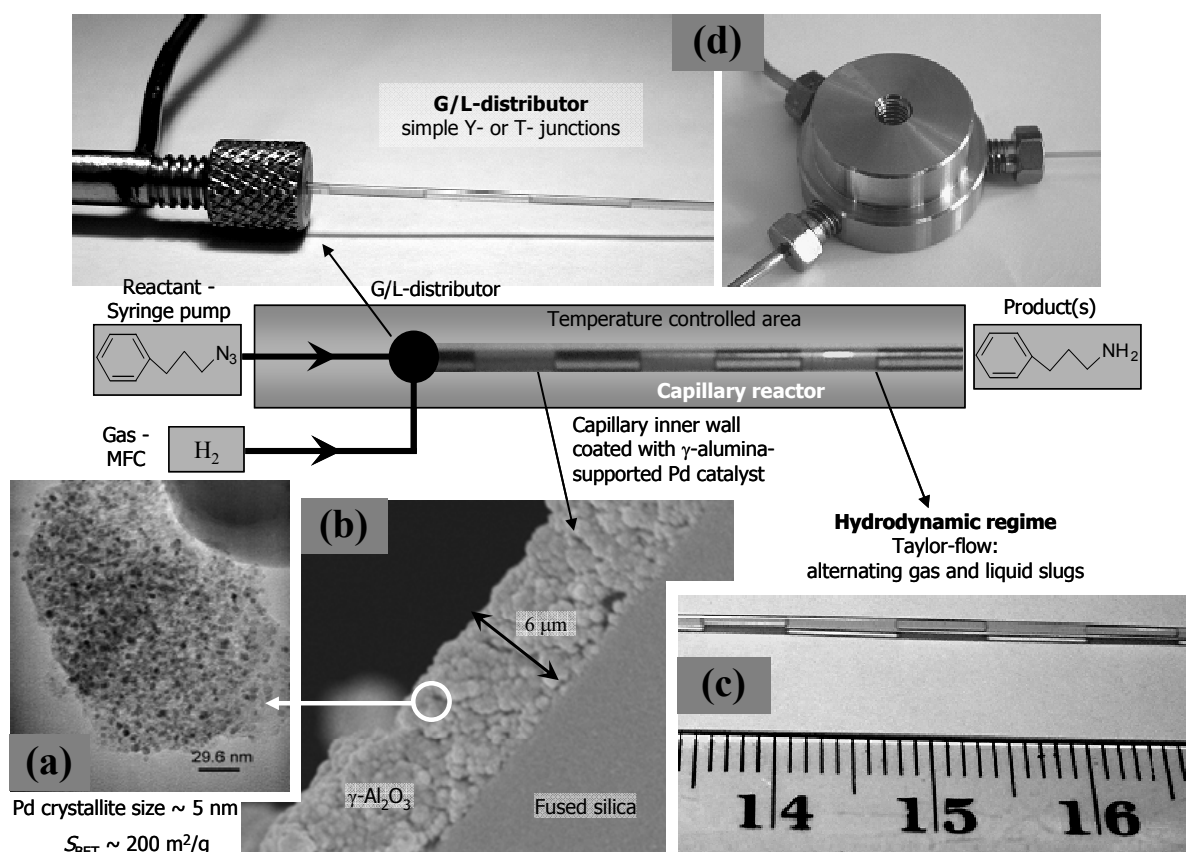 (d)
G/L-distributor
simple Y- or T- junctions
Reactant -
Syringe pump
G/L-distributor
Product(s)
N3
Temperature controlled area
NH2
Capillary reactor
Gas -
MFC
H2
Capillary inner wall
coated with γ-alumina-
supported Pd catalyst
(b)
Hydrodynamic regime
Taylor-flow:
alternating gas and liquid slugs
6 µm
(c)
29.6 nm
(a)
γ-Al2O3
Fused silica
14 15 16
Pd crystallite size ~ 5 nm
SBET ~ 200 m²/g